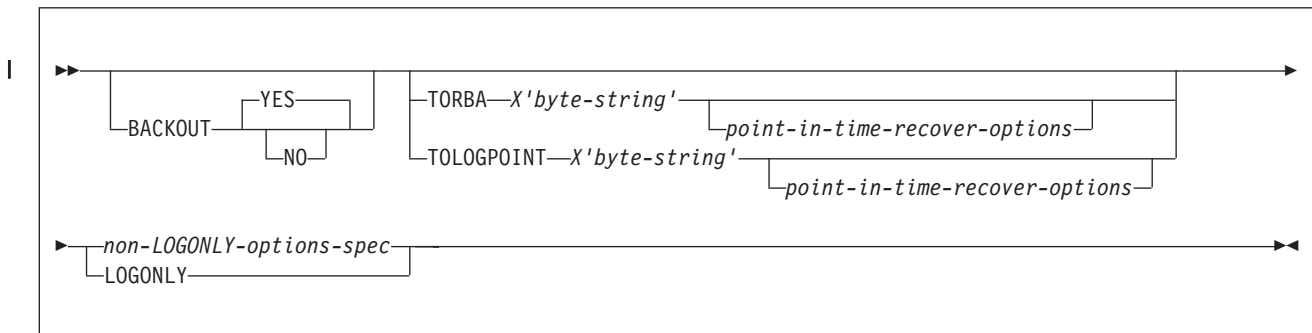 YES
BACKOUT
NO
TORBA X'byte-string'
point-in-time-recover-options
TOLOGPOINT X'byte-string'
point-in-time-recover-options
non-LOGONLY-options-spec
LOGONLY